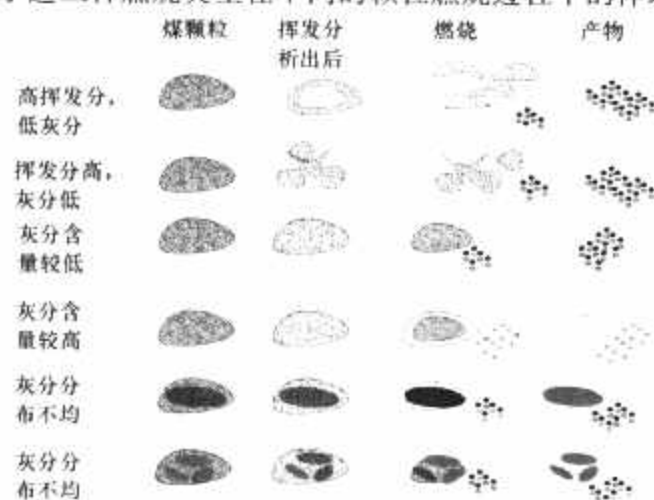 煤颗粒 挥发分 燃烧 产物
析出后
高挥发分,
低灰分
挥发分高,
灰分低
灰分含
量较低
灰分含
量较高
灰分分
布不均
灰分分
布不均